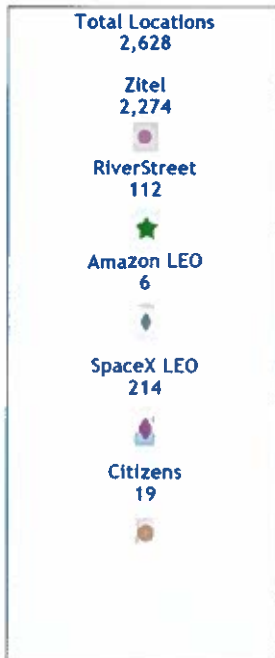 Total Locations
2,628
Zitel
2,274
RiverStreet
112
Amazon LEO
6
SpaceX LEO
214
Citizens
19